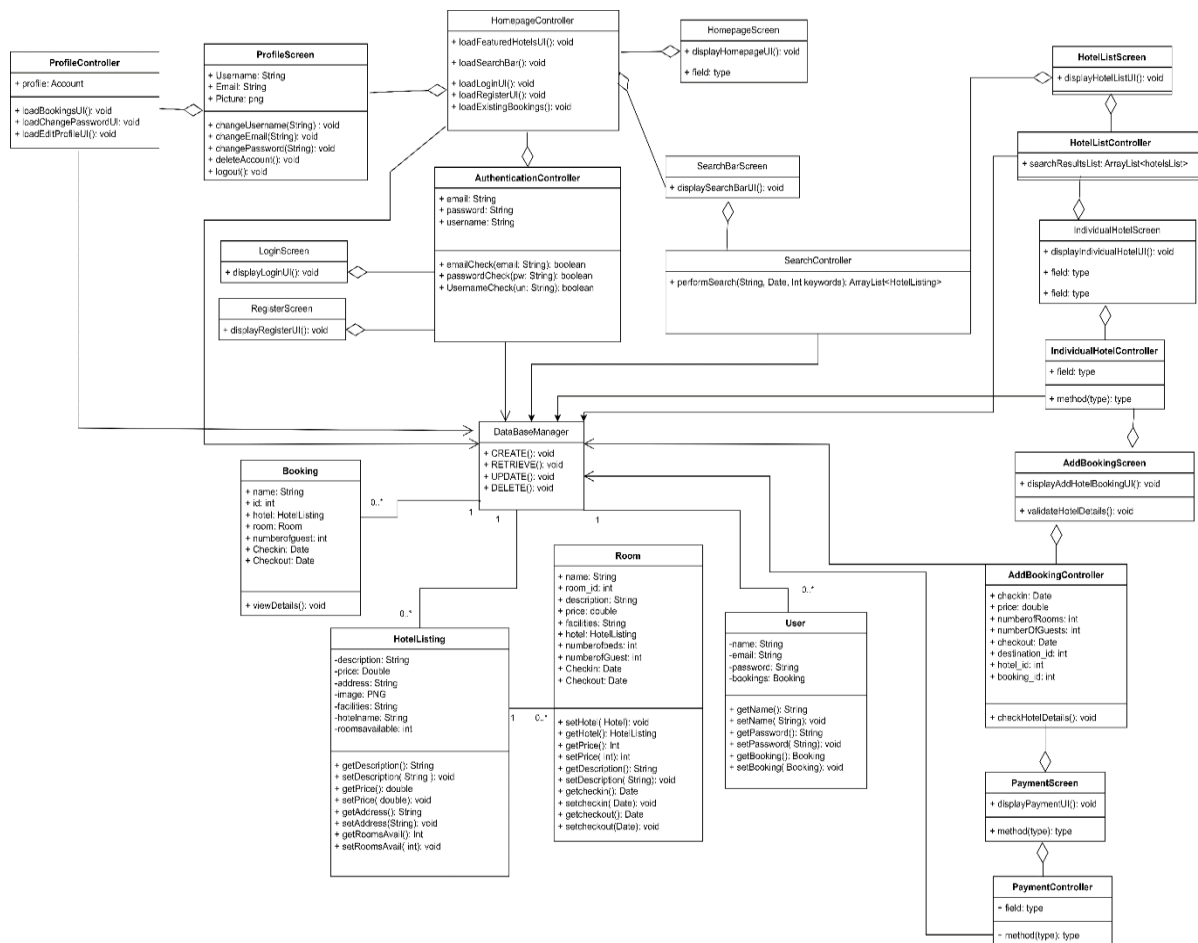 HomepageController
+ loadFeaturedHotelsUI(): void
+ loadSearchBar(): void
+ loadLoginUI(): void
+ loadRegisterUI(): void
+ loadExistingBookings(): void
HomepageScreen
+ displayHomepageUI(): void
+ field: type
ProfileController
+ profile: Account
+ loadBookingsUI(): void
+ loadChangePasswordUI: void
+ loadEditProfileUI(): void
ProfileScreen
+ Username: String
+ Email: String
+ Picture: png
+ changeUsername(String) : void
+ changeEmail(String): void
+ changePassword(String): void
+ deleteAccount(): void
+ logout(): void
HotelListScreen
+ displayHotelListUI(): void
HotelListController
+ searchResultsList: ArrayList<hotelsList>
AuthenticationController
+ email: String
+ password: String
+ username: String
+ emailCheck(email: String): boolean
+ passwordCheck(pw: String): boolean
+ UsernameCheck(un: String): boolean
SearchBarScreen
+ displaySearchBarUI(): void
LoginScreen
+ displayLoginUI(): void
RegisterScreen
+ displayRegisterUI(): void
SearchController
+ performSearch(String, Date, Int keywords): ArrayList<HotelListing>
IndividualHotelScreen
+ displayIndividualHotelUI(): void
+ field: type
+ field: type
IndividualHotelController
+ field: type
+ method(type): type
DataBaseManager
+ CREATE(): void
+ RETRIEVE(): void
+ UPDATE(): void
+ DELETE(): void
AddBookingScreen
+ displayAddHotelBookingUI(): void
+ validateHotelDetails(): void
Booking
+ name: String
+ id: int
+ hotel: HotelListing
+ room: Room
+ numberofguest: int
+ Checkin: Date
+ Checkout: Date
+ viewDetails(): void
0..*
1
1
1
0..*
0..*
Room
+ name: String
+ room_id: int
+ description: String
+ price: double
+ facilities: String
+ hotel: HotelListing
+ numberofbeds: int
+ numberofGuest: int
+ Checkin: Date
+ Checkout: Date
+ setHotel( Hotel): void
+ getHotel(): HotelListing
+ getPrice(): Int
+ setPrice( int): int
+ getDescription(): String
+ setDescription( String): void
+ getcheckin(): Date
+ setcheckin( Date): void
+ getcheckout(): Date
+ setcheckout(Date): void
AddBookingController
+ checkin: Date
+ price: double
+ numberofRooms: int
+ numberOfGuests: int
+ checkout: Date
+ destination_id: int
+ hotel_id: int
+ booking_id: int
+ checkHotelDetails(): void
HotelListing
-description: String
-price: Double
-address: String
-image: PNG
-facilities: String
-hotelname: String
-roomsavailable: int
+ getDescription(): String
+ setDescription( String ): void
+ getPrice(): double
+ setPrice( double): void
+ getAddress(): String
+ setAddress(String): void
+ getRoomsAvail(): Int
+ setRoomsAvail( int): void
1
0..*
User
-name: String
-email: String
-password: String
-bookings: Booking
+ getName(): String
+ setName( String): void
+ getPassword(): String
+ setPassword( String): void
+ getBooking(): Booking
+ setBooking( Booking): void
PaymentScreen
+ displayPaymentUI(): void
+ method(type): type
PaymentController
+ field: type
+ method(type): type